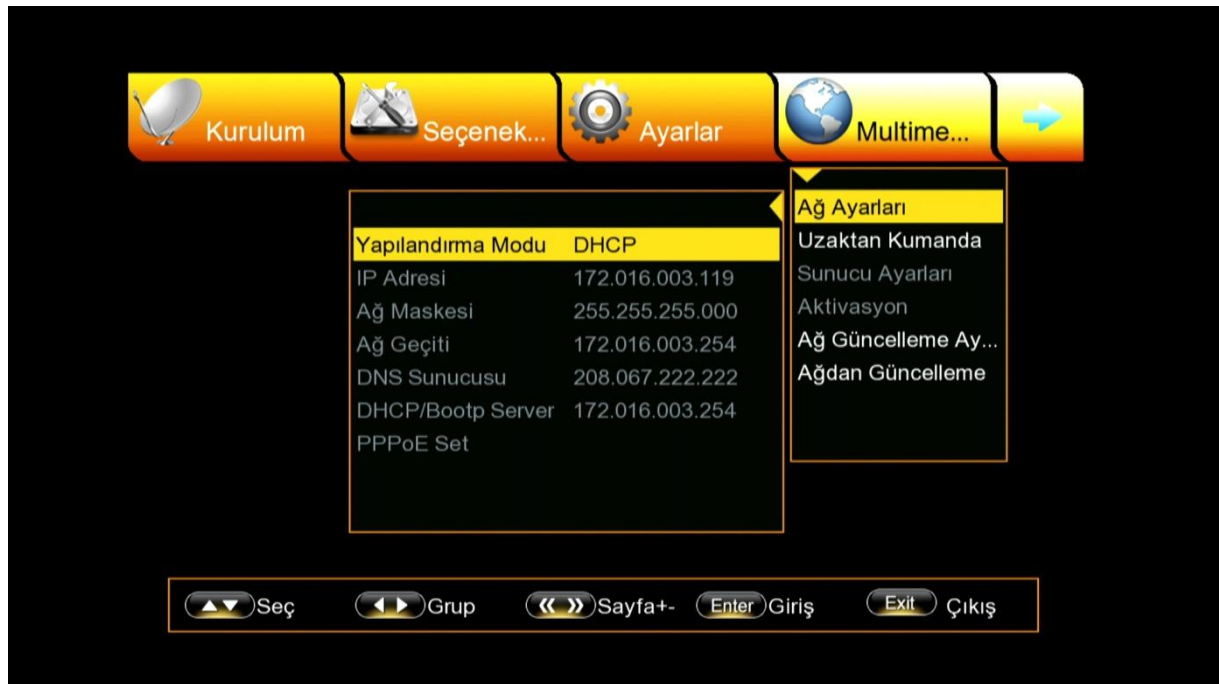 Kurulum
Seçenek...
Ayarlar
Multime...
Yapılandırma Modu DHCP
IP Adresi 172.016.003.119
Ağ Maskesi 255.255.255.000
Ağ Geçiti 172.016.003.254
DNS Sunucusu 208.067.222.222
DHCP/Bootp Server 172.016.003.254
PPPoE Set
Ağ Ayarları
Uzaktan Kumanda
Sunucu Ayarları
Aktivasyon
Ağ Güncelleme Ay...
Ağdan Güncelleme
Seç Grup Sayfa+- Enter Giriş Exit Çıkış